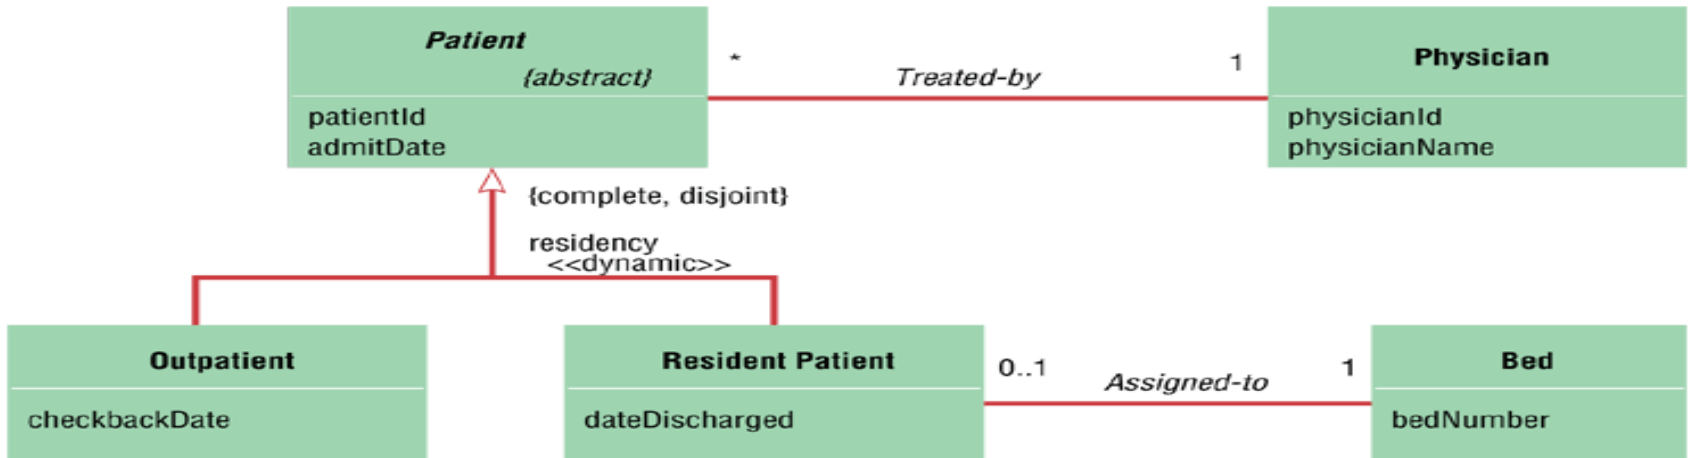 Patient
{abstract}
patientId
admitDate
*
Treated-by
1
Physician
physicianId
physicianName
{complete, disjoint}
residency
<<dynamic>>
Outpatient
checkbackDate
Resident Patient
dateDischarged
0..1
Assigned-to
1
Bed
bedNumber